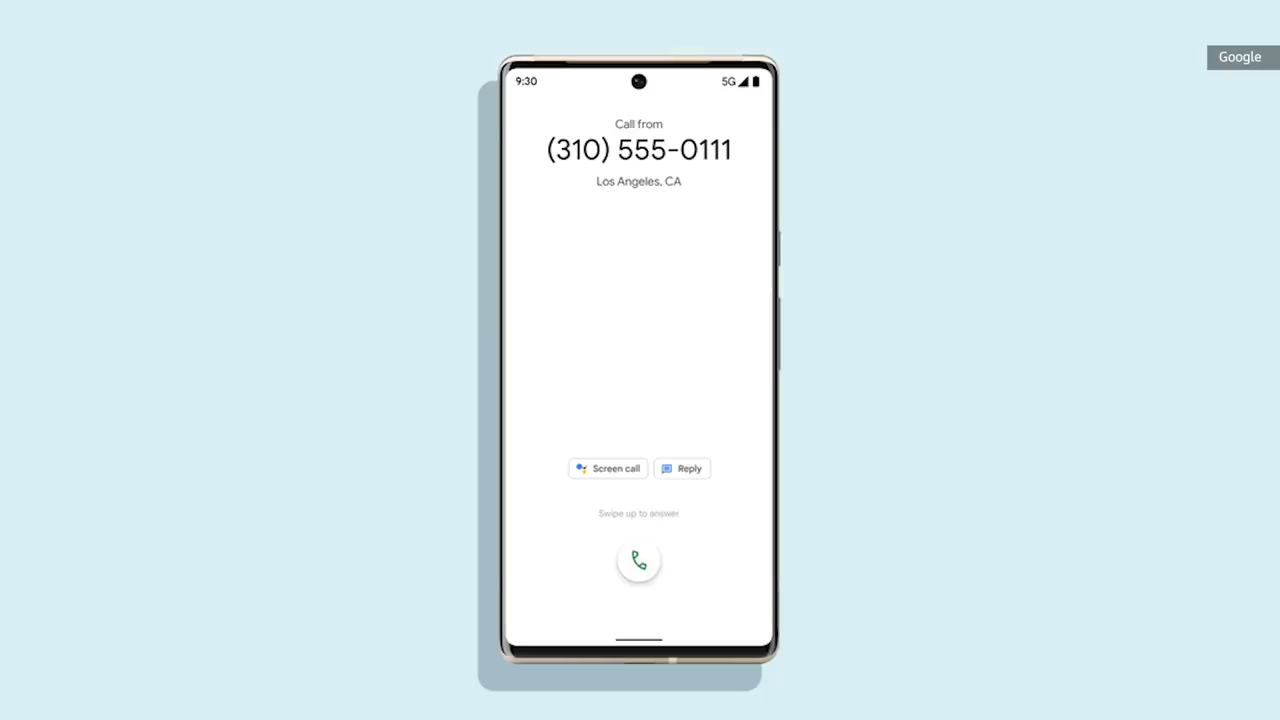 Google
9:30
5G
Call from
(310) 555-0111
Los Angeles, CA
Screen call
Reply
Swipe up to answer